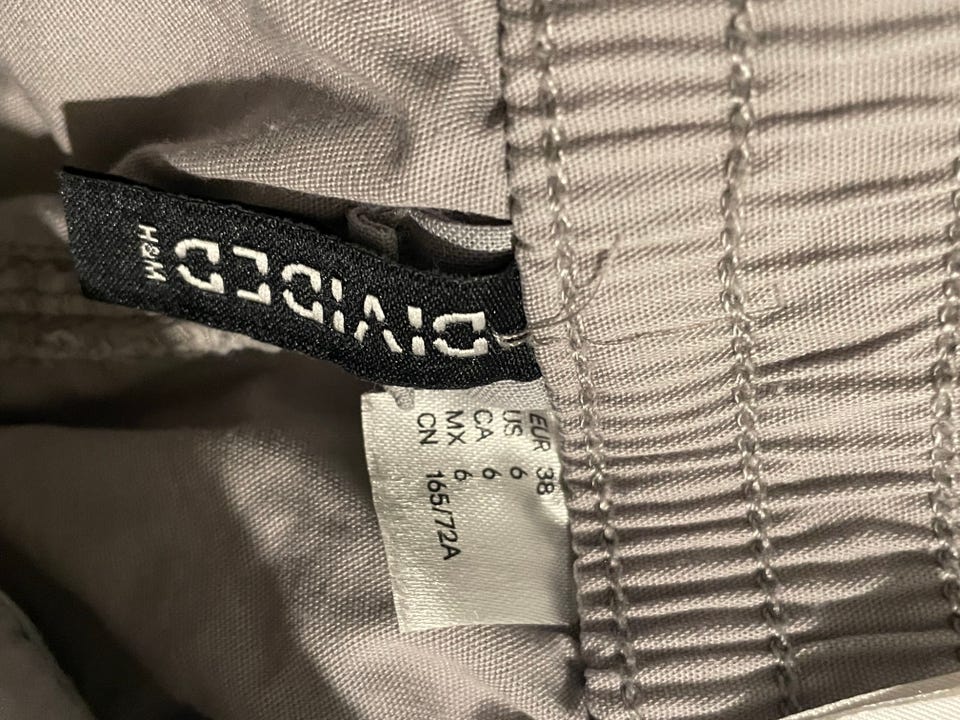 DIVIDED
H&M
EUR 38
US 6
CA 6
MX 6
CN 165/72A